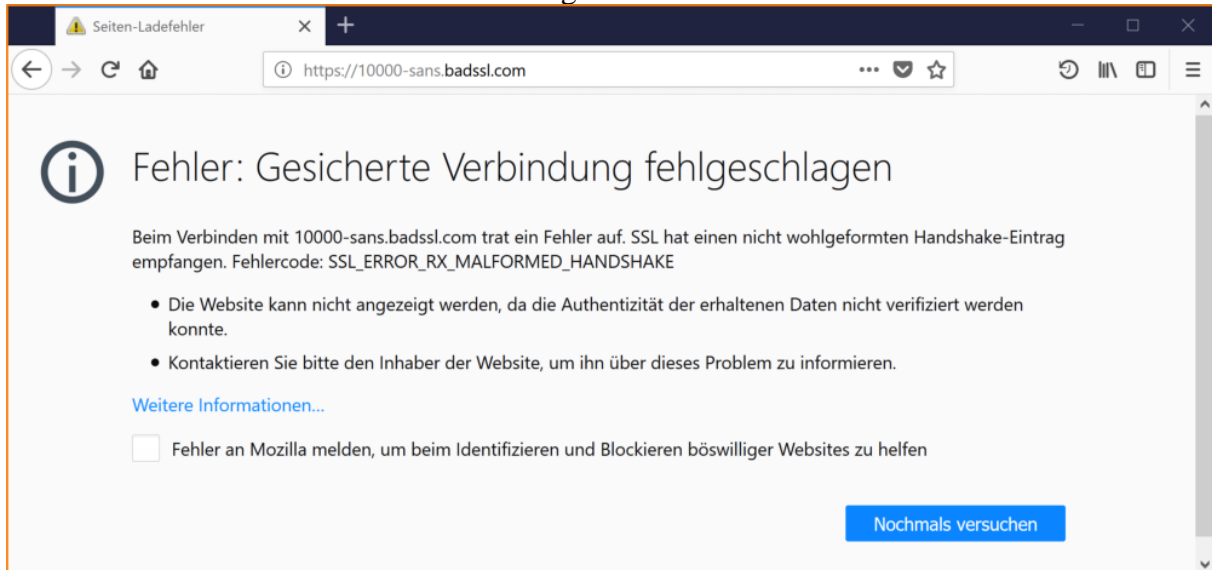 Seiten-Ladefehler
https://10000-sans.badssl.com
Fehler: Gesicherte Verbindung fehlgeschlagen
Beim Verbinden mit 10000-sans.badssl.com trat ein Fehler auf. SSL hat einen nicht wohlgeformten Handshake-Eintrag
empfangen. Fehlercode: SSL_ERROR_RX_MALFORMED_HANDSHAKE
• Die Website kann nicht angezeigt werden, da die Authentizität der erhaltenen Daten nicht verifiziert werden
konnte.
• Kontaktieren Sie bitte den Inhaber der Website, um ihn über dieses Problem zu informieren.
Weitere Informationen...
Fehler an Mozilla melden, um beim Identifizieren und Blockieren böswilliger Websites zu helfen
Nochmals versuchen